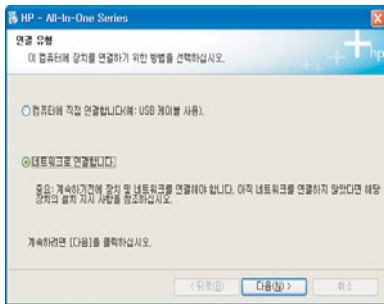 HP - All-In-One Series
연결 유형
이 컴퓨터에 장치를 연결하기 위한 방법을 선택하십시오.
hp
컴퓨터에 직접 연결합니다(예: USB 케이블 사용).
네트워크로 연결합니다.
중요: 계속하기전에 장치 및 네트워크를 연결해야 합니다. 아직 네트워크를 연결하지 않았다면 해당
장치의 설치 지시 사항을 참조하십시오.
계속하려면 [다음]을 클릭하십시오.
< 뒤로(B) 다음(N) > 취소